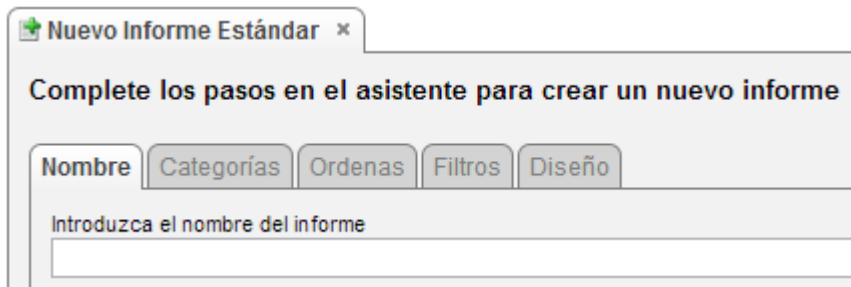 Nuevo Informe Estándar ×
Complete los pasos en el asistente para crear un nuevo informe
Nombre Categorías Ordenas Filtros Diseño
Introduzca el nombre del informe